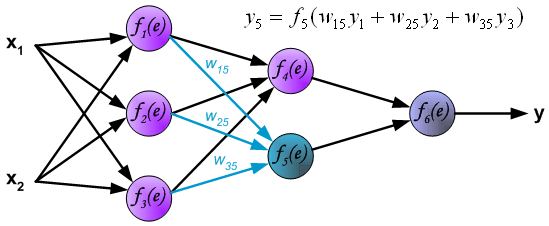 y₅ = f₅(w₁₅y₁ + w₂₅y₂ + w₃₅y₃)
f₁(e)
x₁
w₁₅
f₄(e)
f₂(e)
w₂₅
f₆(e)
y
f₅(e)
w₃₅
x₂
f₃(e)